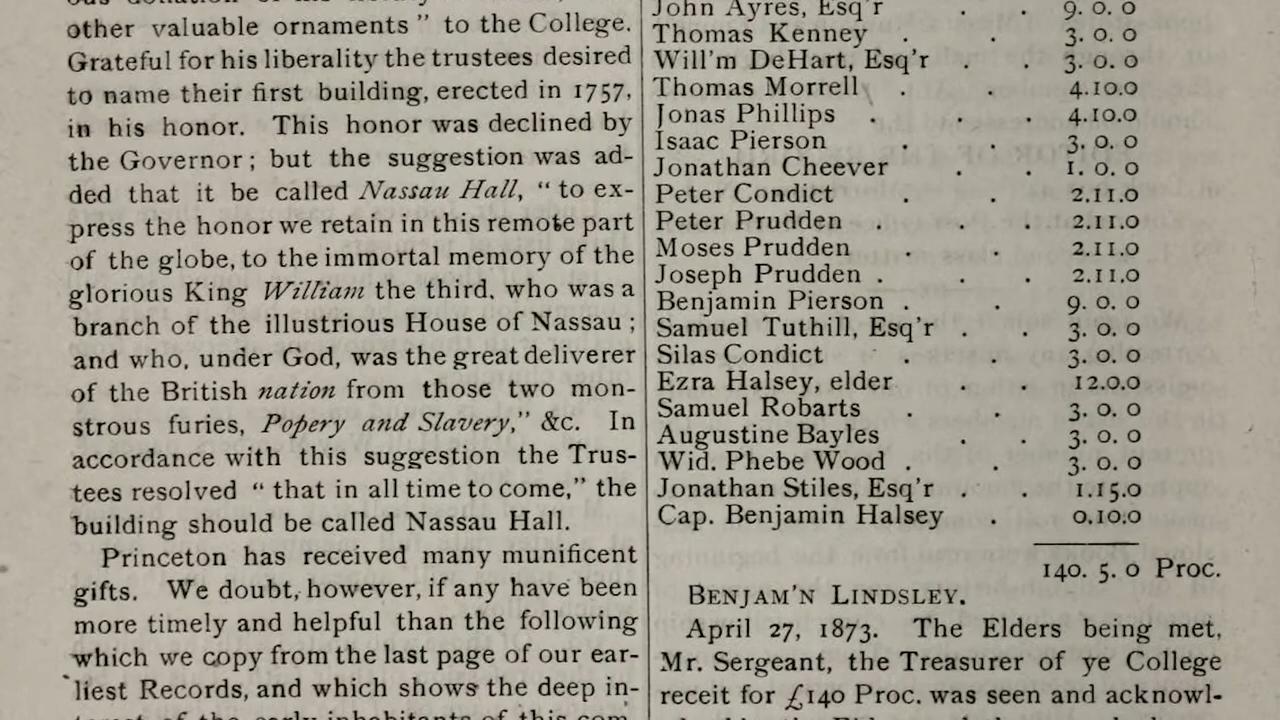 other valuable ornaments " to the College.
Grateful for his liberality the trustees desired
to name their first building, erected in 1757,
in his honor. This honor was declined by
the Governor ; but the suggestion was ad-
ded that it be called Nassau Hall, " to ex-
press the honor we retain in this remote part
of the globe, to the immortal memory of the
glorious King William the third, who was a
branch of the illustrious House of Nassau ;
and who, under God, was the great deliverer
of the British nation from those two mon-
strous furies, Popery and Slavery," &c. In
accordance with this suggestion the Trus-
tees resolved " that in all time to come," the
building should be called Nassau Hall.
Princeton has received many munificent
gifts. We doubt, however, if any have been
more timely and helpful than the following
which we copy from the last page of our ear-
liest Records, and which shows the deep in-
John Ayres, Esq'r . . 9. 0. 0
Thomas Kenney . . 3. 0. 0
Will'm DeHart, Esq'r . . 3. 0. 0
Thomas Morrell . . 4.10.0
Jonas Phillips . . . 4.10.0
Isaac Pierson . . 3. 0. 0
Jonathan Cheever . . 1. 0. 0
Peter Condict . . 2.11.0
Peter Prudden . . . 2.11.0
Moses Prudden . . 2.11.0
Joseph Prudden . . . 2.11.0
Benjamin Pierson . . 9. 0. 0
Samuel Tuthill, Esq'r . . 3. 0. 0
Silas Condict . . 3. 0. 0
Ezra Halsey, elder . . 12.0.0
Samuel Robarts . . 3. 0. 0
Augustine Bayles . . 3. 0. 0
Wid. Phebe Wood . . 3. 0. 0
Jonathan Stiles, Esq'r . . 1.15.0
Cap. Benjamin Halsey . 0.10.0
140. 5. 0 Proc.
BENJAM'N LINDSLEY.
April 27, 1873. The Elders being met,
Mr. Sergeant, the Treasurer of ye College
receit for £140 Proc. was seen and acknowl-